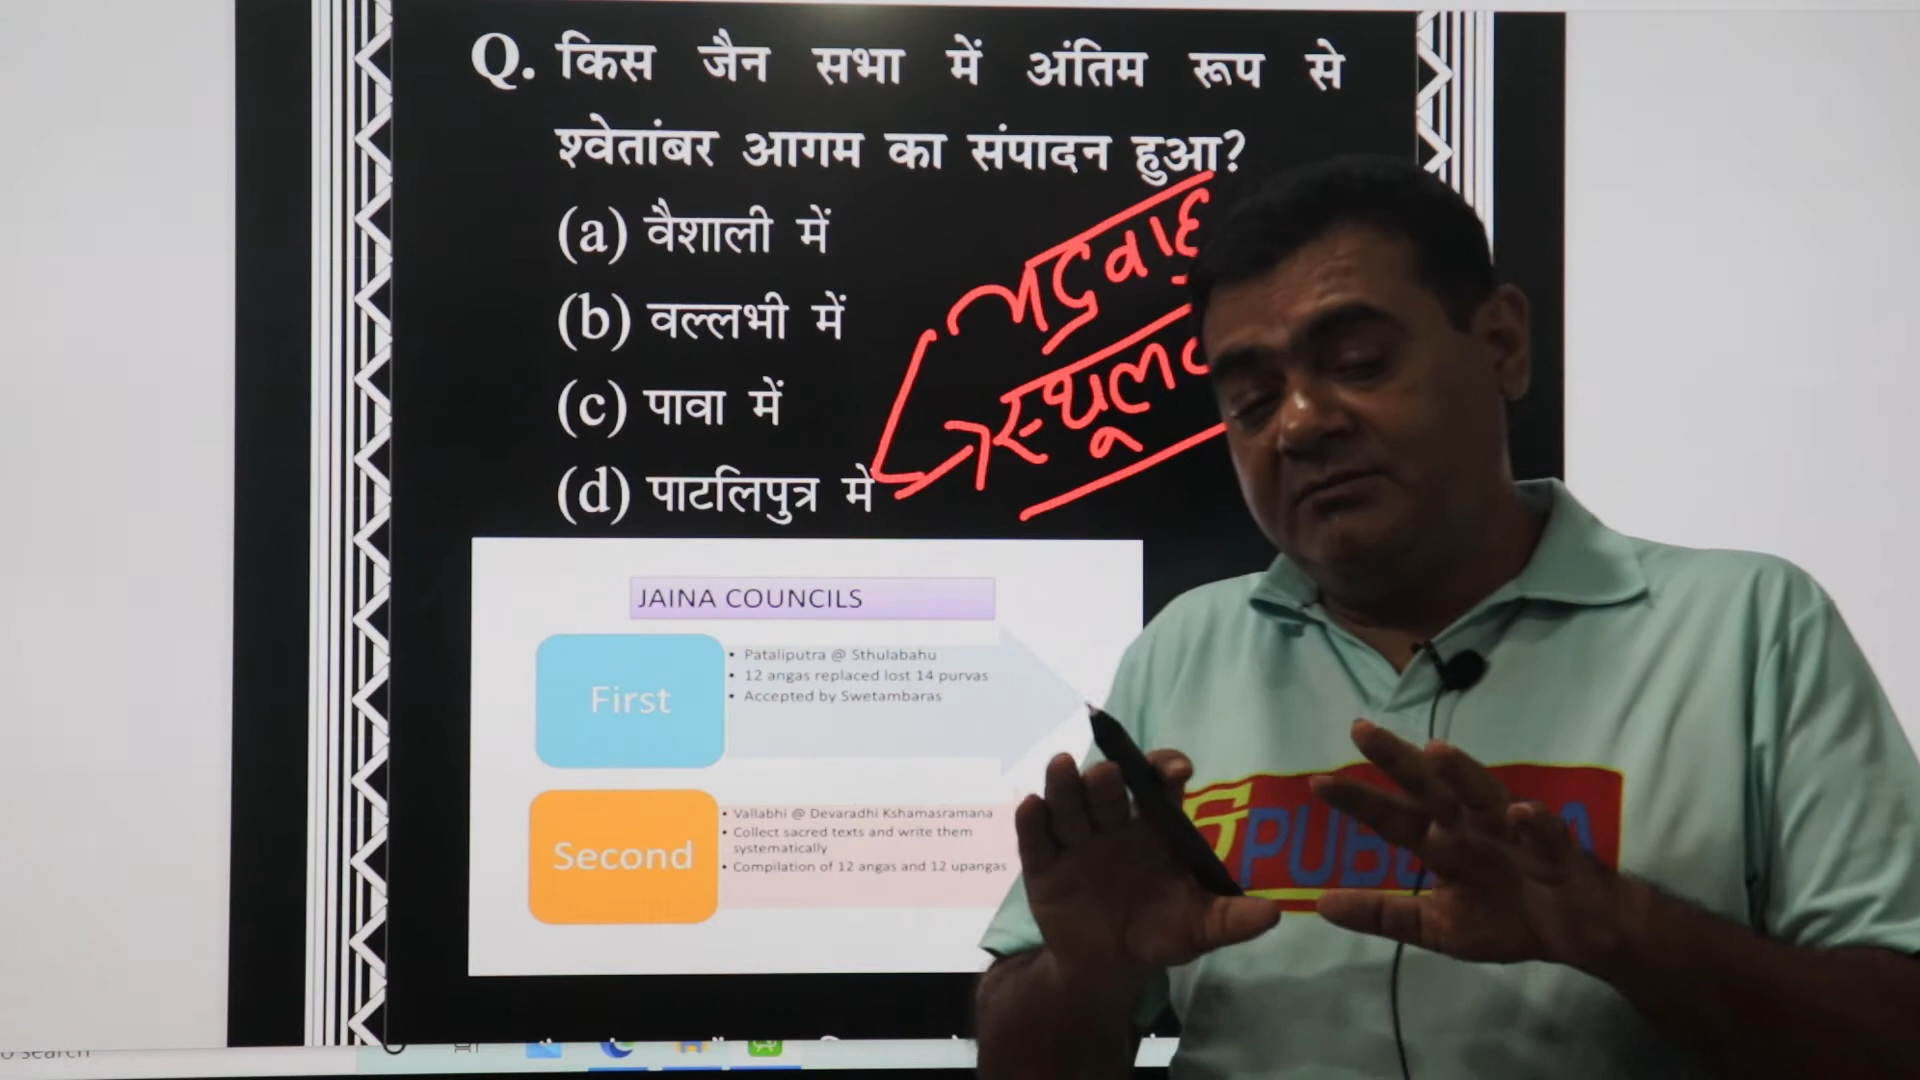 Q. किस जैन सभा में अंतिम रूप से
श्वेतांबर आगम का संपादन हुआ?
(a) वैशाली में
(b) वल्लभी में
(c) पावा में
(d) पाटलिपुत्र में
JAINA COUNCILS
First
• Pataliputra @ Sthulabahu
• 12 angas replaced lost 14 purvas
• Accepted by Swetambaras
Second
• Vallabhi @ Devaradhi Kshamasramana
• Collect sacred texts and write them
systematically
• Compilation of 12 angas and 12 upangas
search